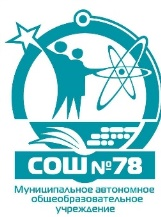 СОШ №78
Муниципальное автономное
общеобразовательное
учреждение